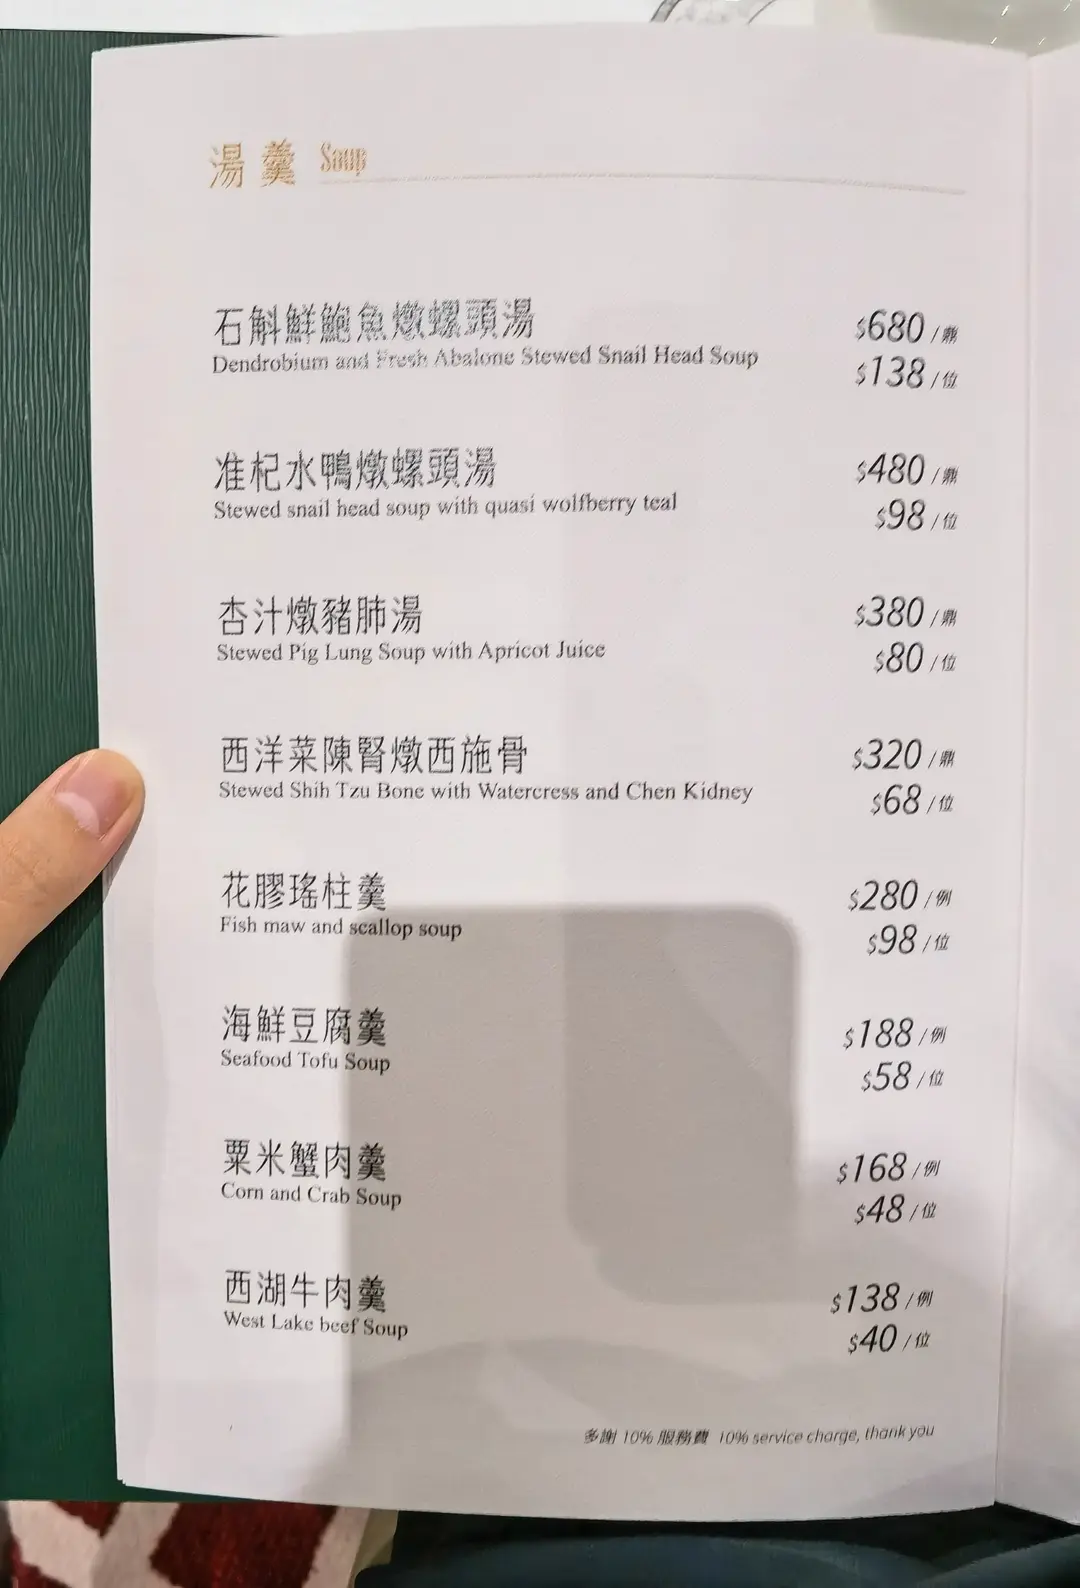 湯羹 Soup
石斛鮮鮑魚燉螺頭湯 $680 /鼎
Dendrobium and Fresh Abalone Stewed Snail Head Soup $138 /位
准杞水鴨燉螺頭湯 $480 /鼎
Stewed snail head soup with quasi wolfberry teal $98 /位
杏汁燉豬肺湯 $380 /鼎
Stewed Pig Lung Soup with Apricot Juice $80 /位
西洋菜陳腎燉西施骨 $320 /鼎
Stewed Shih Tzu Bone with Watercress and Chen Kidney $68 /位
花膠瑤柱羹 $280 /例
Fish maw and scallop soup $98 /位
海鮮豆腐羹 $188 /例
Seafood Tofu Soup $58 /位
粟米蟹肉羹 $168 /例
Corn and Crab Soup $48 /位
西湖牛肉羹 $138 /例
West Lake beef Soup $40 /位
多謝 10% 服務費 10% service charge, thank you